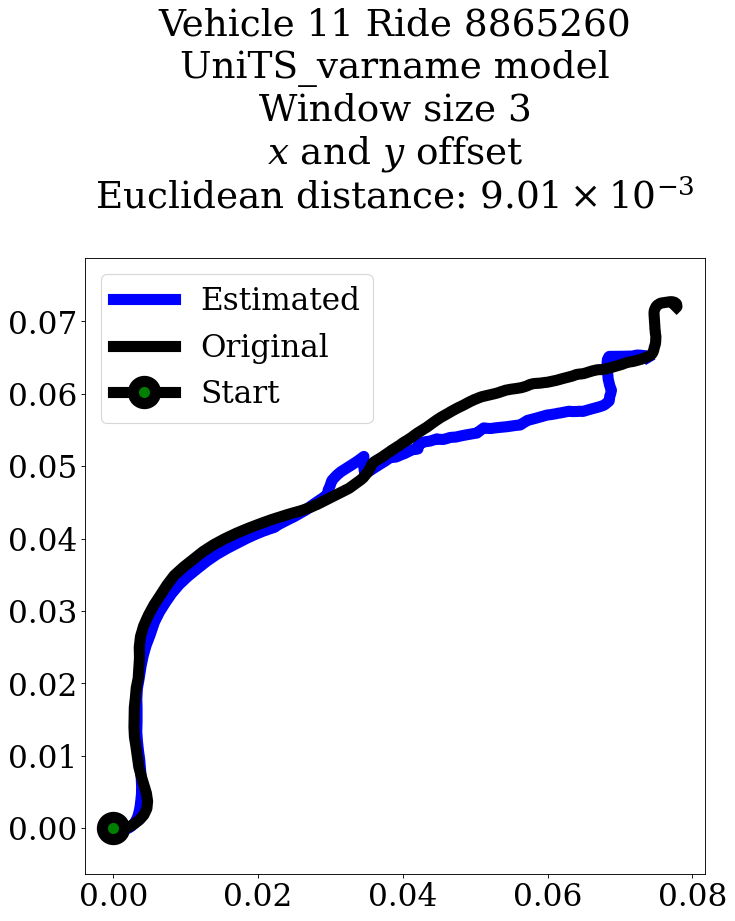 Vehicle 11 Ride 8865260
UniTS_varname model
Window size 3
x and y offset
Euclidean distance: 9.01 × 10⁻³
Estimated
Original
Start
0.07
0.06
0.05
0.04
0.03
0.02
0.01
0.00
0.00 0.02 0.04 0.06 0.08